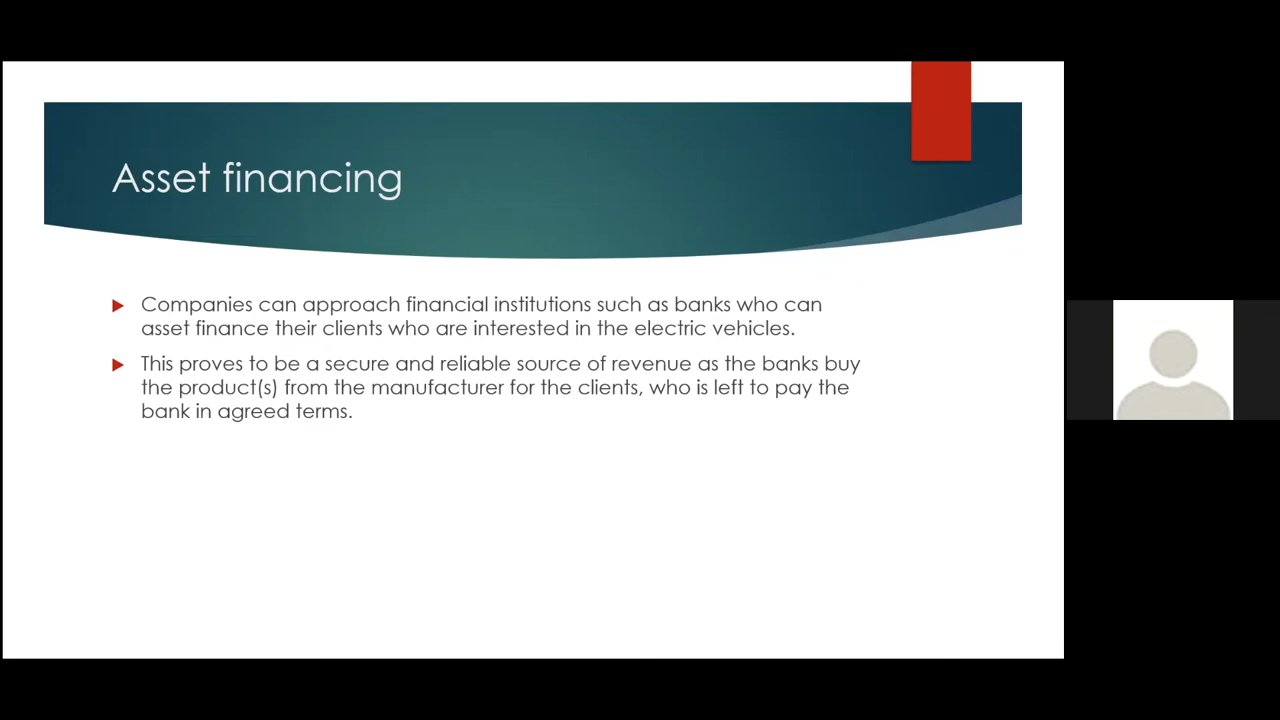 Asset financing
Companies can approach financial institutions such as banks who can
asset finance their clients who are interested in the electric vehicles.
This proves to be a secure and reliable source of revenue as the banks buy
the product(s) from the manufacturer for the clients, who is left to pay the
bank in agreed terms.